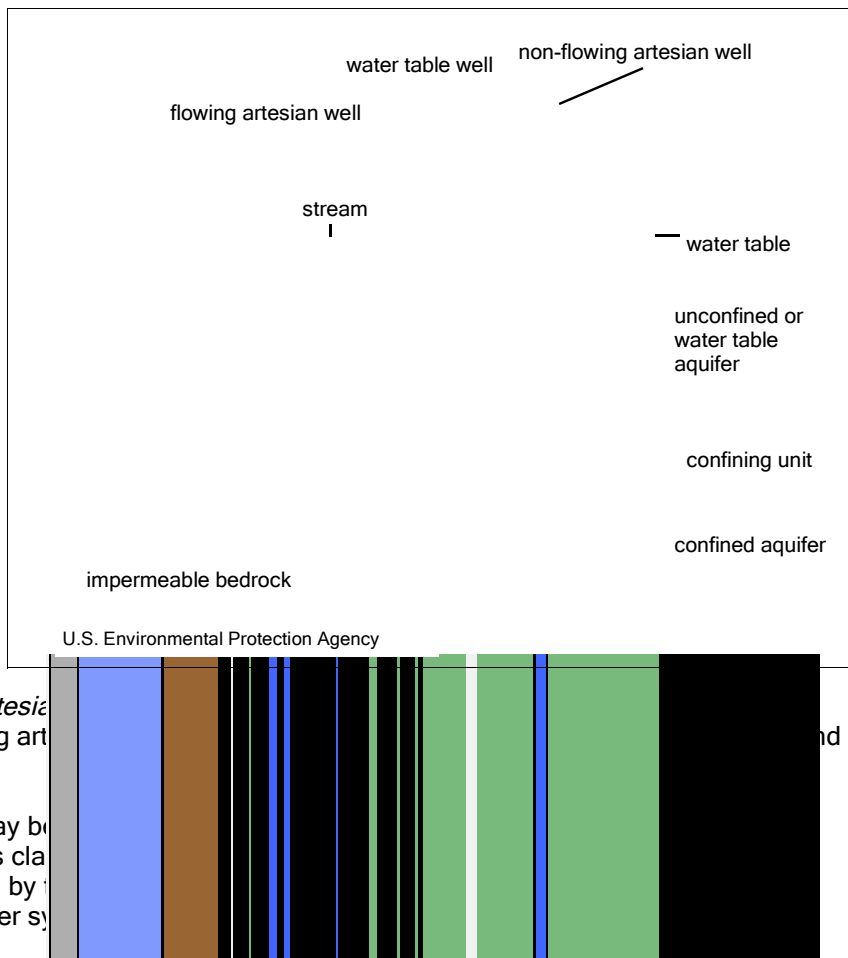 non-flowing artesian well
water table well
flowing artesian well
stream
water table
unconfined or
water table
aquifer
confining unit
confined aquifer
impermeable bedrock
U.S. Environmental Protection Agency
g
by